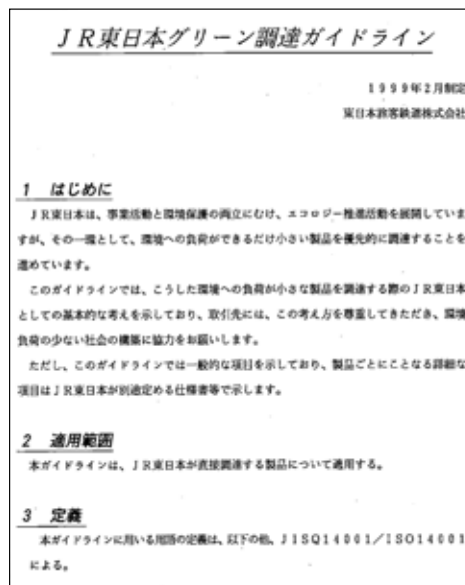 JR東日本グリーン調達ガイドライン
1999年2月制定
東日本旅客鉄道株式会社
1 はじめに
JR東日本は、事業活動と環境保護の両立にむけ、エコロジー推進活動を展開していま
すが、その一環として、環境への負荷ができるだけ小さい製品を優先的に調達することを
進めています。
このガイドラインでは、こうした環境への負荷が小さな製品を調達する際のJR東日本
としての基本的な考えを示しており、取引先には、この考え方を尊重してきただき、環境
負荷の少ない社会の構築に協力をお願いします。
ただし、このガイドラインでは一般的な項目を示しており、製品ごとにことなる詳細な
項目はJR東日本が別途定める仕様書等で示します。
2 適用範囲
本ガイドラインは、JR東日本が直接調達する製品について適用する。
3 定義
本ガイドラインに用いる用語の定義は、以下の他、JISQ14001/ISO14001
による。